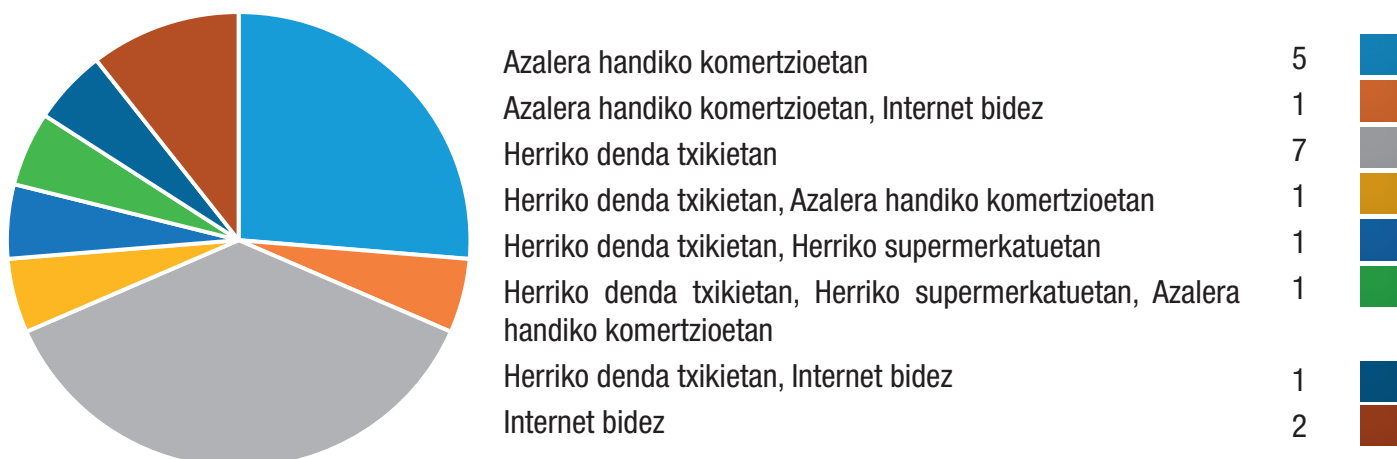 Azalera handiko komertzioetan 5
Azalera handiko komertzioetan, Internet bidez 1
Herriko denda txikietan 7
Herriko denda txikietan, Azalera handiko komertzioetan 1
Herriko denda txikietan, Herriko supermerkatuetan 1
Herriko denda txikietan, Herriko supermerkatuetan, Azalera 1
handiko komertzioetan
Herriko denda txikietan, Internet bidez 1
Internet bidez 2